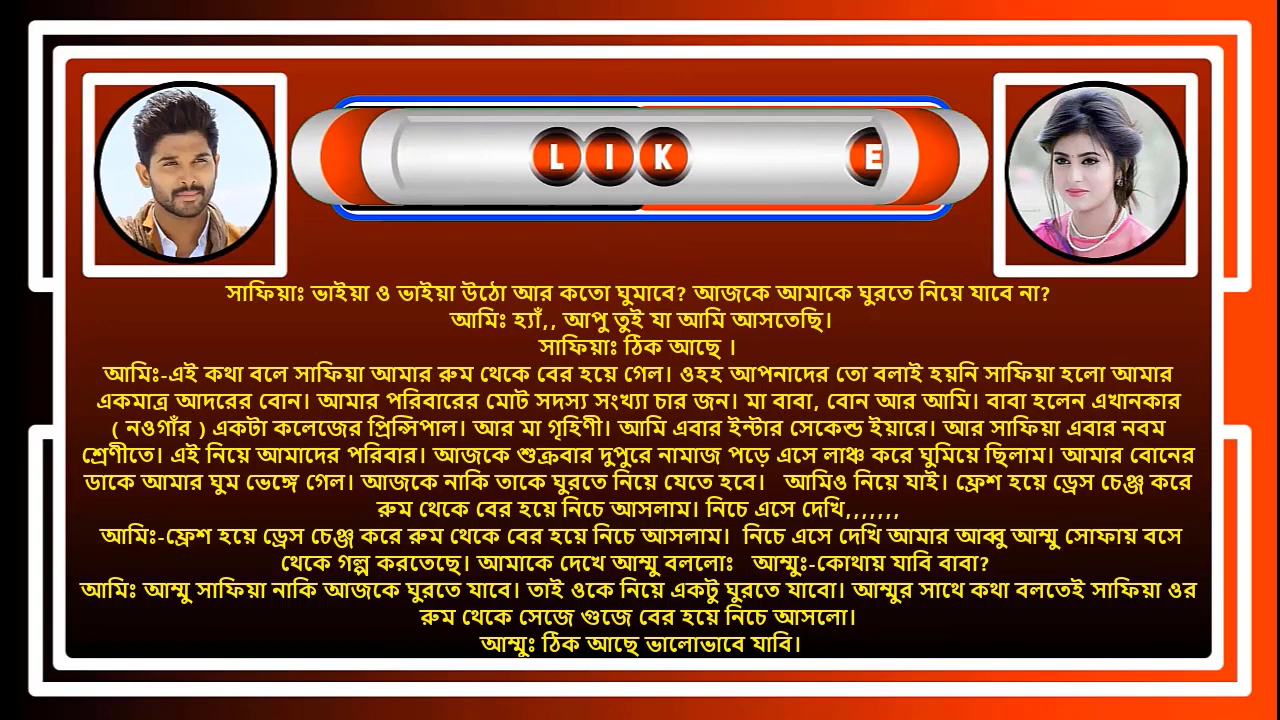 LIK E
সাফিয়াঃ ভাইয়া ও ভাইয়া উঠো আর কতো ঘুমাবে? আজকে আমাকে ঘুরতে নিয়ে যাবে না?
আমিঃ হ্যাঁ,, আপু তুই যা আমি আসতেছি।
সাফিয়াঃ ঠিক আছে ।
আমিঃ-এই কথা বলে সাফিয়া আমার রুম থেকে বের হয়ে গেল। ওহহ আপনাদের তো বলাই হয়নি সাফিয়া হলো আমার
একমাত্র আদরের বোন। আমার পরিবারের মোট সদস্য সংখ্যা চার জন। মা বাবা, বোন আর আমি। বাবা হলেন এখানকার
( নওগাঁর ) একটা কলেজের প্রিন্সিপাল। আর মা গৃহিণী। আমি এবার ইন্টার সেকেন্ড ইয়ারে। আর সাফিয়া এবার নবম
শ্রেণীতে। এই নিয়ে আমাদের পরিবার। আজকে শুক্রবার দুপুরে নামাজ পড়ে এসে লাঞ্চ করে ঘুমিয়ে ছিলাম। আমার বোনের
ডাকে আমার ঘুম ভেঙ্গে গেল। আজকে নাকি তাকে ঘুরতে নিয়ে যেতে হবে। আমিও নিয়ে যাই। ফ্রেশ হয়ে ড্রেস চেঞ্জ করে
রুম থেকে বের হয়ে নিচে আসলাম। নিচে এসে দেখি,,,,,,,
আমিঃ-ফ্রেশ হয়ে ড্রেস চেঞ্জ করে রুম থেকে বের হয়ে নিচে আসলাম। নিচে এসে দেখি আমার আব্বু আম্মু সোফায় বসে
থেকে গল্প করতেছে। আমাকে দেখে আম্মু বললোঃ আম্মুঃ-কোথায় যাবি বাবা?
আমিঃ আম্মু সাফিয়া নাকি আজকে ঘুরতে যাবে। তাই ওকে নিয়ে একটু ঘুরতে যাবো। আম্মুর সাথে কথা বলতেই সাফিয়া ওর
রুম থেকে সেজে গুজে বের হয়ে নিচে আসলো।
আম্মুঃ ঠিক আছে ভালোভাবে যাবি।